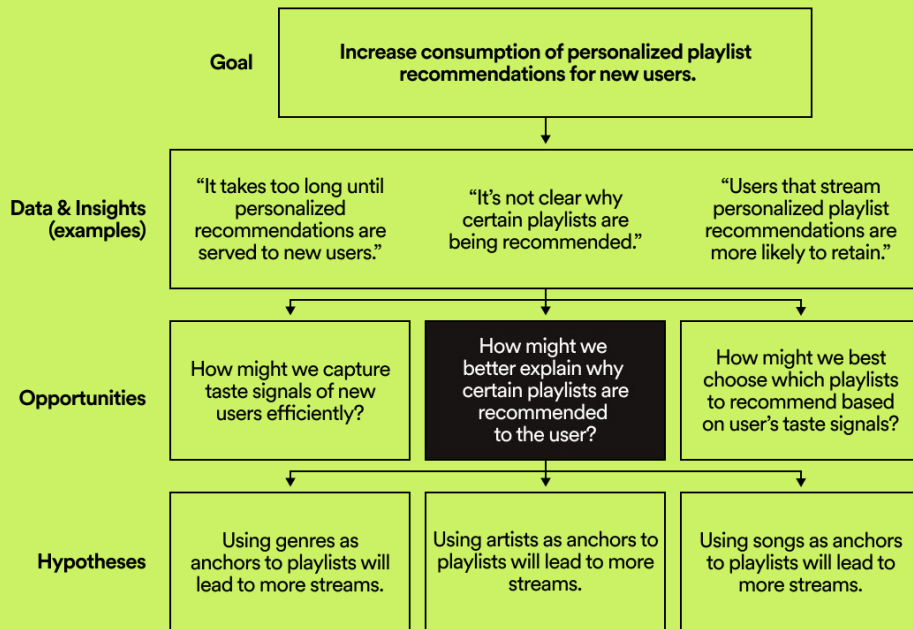 Goal
Increase consumption of personalized playlist
recommendations for new users.
Data & Insights
(examples)
“It takes too long until
personalized
recommendations are
served to new users.”
“It’s not clear why
certain playlists are
being recommended.”
“Users that stream
personalized playlist
recommendations are
more likely to retain.”
Opportunities
How might we capture
taste signals of new
users efficiently?
How might we
better explain why
certain playlists are
recommended
to the user?
How might we best
choose which playlists
to recommend based
on user’s taste signals?
Hypotheses
Using genres as
anchors to playlists will
lead to more streams.
Using artists as anchors to
playlists will lead to more
streams.
Using songs as anchors
to playlists will lead to
more streams.